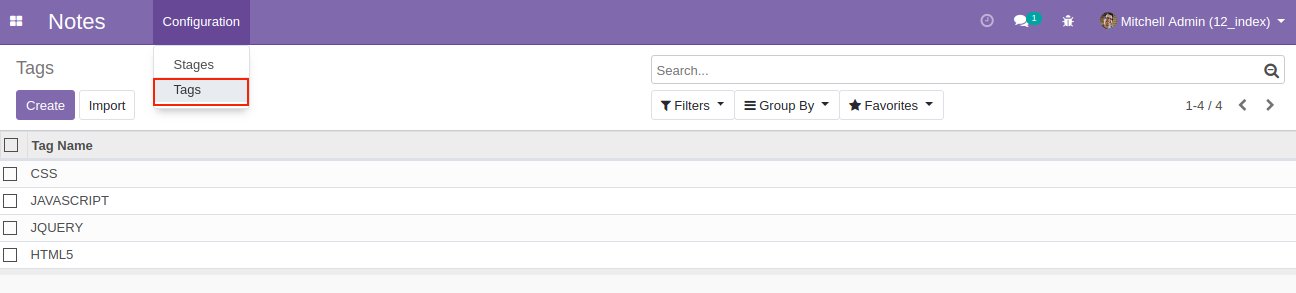 Notes Configuration 1 Mitchell Admin (12_index)
Stages
Tags
Tags
Search...
Create Import Filters Group By Favorites 1-4 / 4
Tag Name
CSS
JAVASCRIPT
JQUERY
HTML5